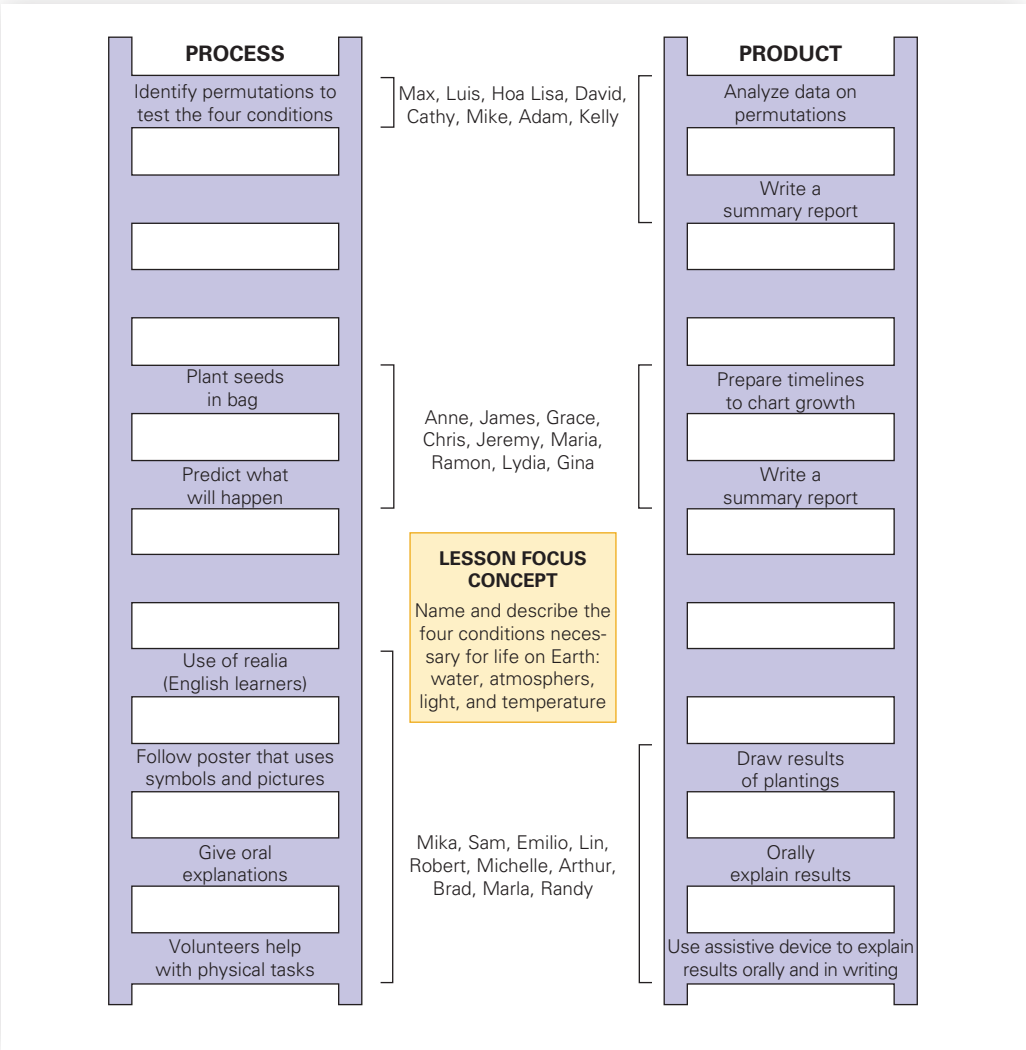 PROCESS
Identify permutations to
test the four conditions
Plant seeds
in bag
Predict what
will happen
Use of realia
(English learners)
Follow poster that uses
symbols and pictures
Give oral
explanations
Volunteers help
with physical tasks
Max, Luis, Hoa Lisa, David,
Cathy, Mike, Adam, Kelly
Anne, James, Grace,
Chris, Jeremy, Maria,
Ramon, Lydia, Gina
LESSON FOCUS
CONCEPT
Name and describe the
four conditions neces-
sary for life on Earth:
water, atmosphers,
light, and temperature
Mika, Sam, Emilio, Lin,
Robert, Michelle, Arthur,
Brad, Marla, Randy
PRODUCT
Analyze data on
permutations
Write a
summary report
Prepare timelines
to chart growth
Write a
summary report
Draw results
of plantings
Orally
explain results
Use assistive device to explain
results orally and in writing